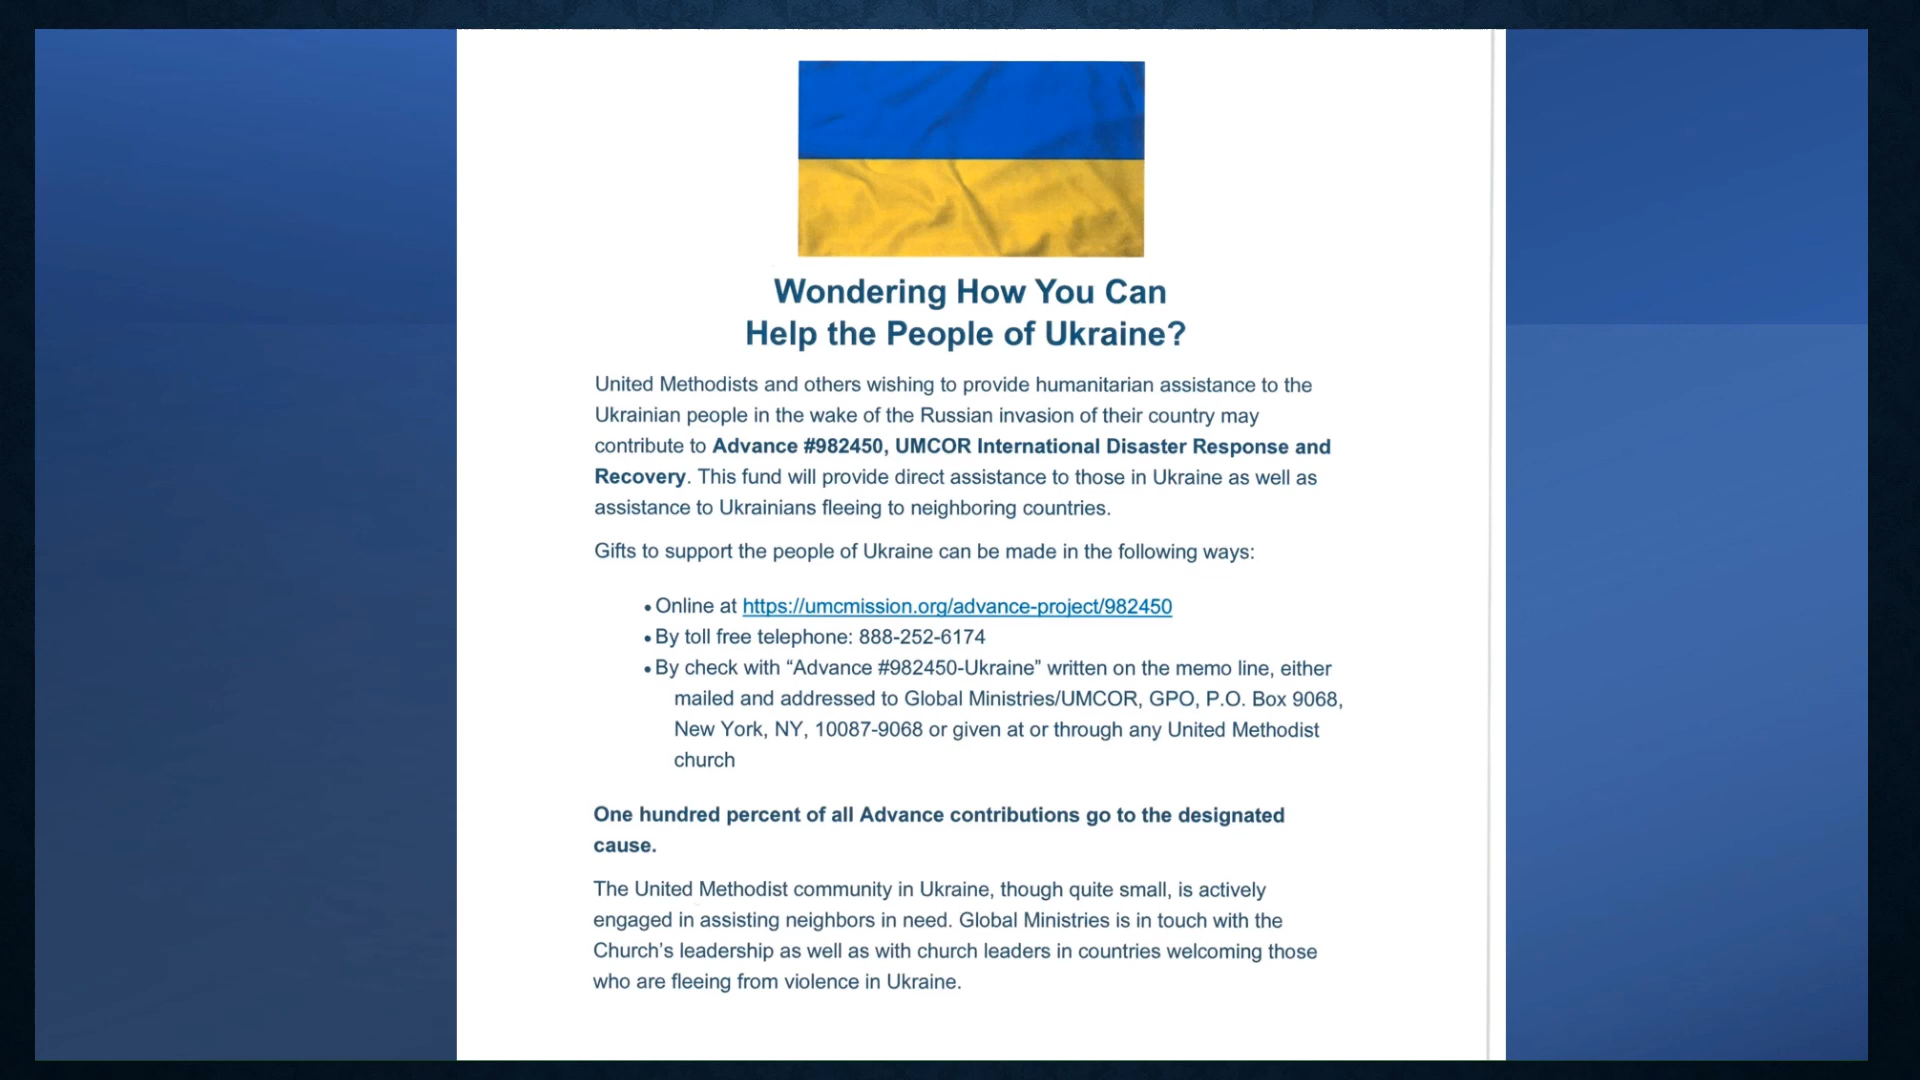 Wondering How You Can
Help the People of Ukraine?
United Methodists and others wishing to provide humanitarian assistance to the
Ukrainian people in the wake of the Russian invasion of their country may
contribute to Advance #982450, UMCOR International Disaster Response and
Recovery. This fund will provide direct assistance to those in Ukraine as well as
assistance to Ukrainians fleeing to neighboring countries.
Gifts to support the people of Ukraine can be made in the following ways:
• Online at https://umcmission.org/advance-project/982450
• By toll free telephone: 888-252-6174
• By check with “Advance #982450-Ukraine” written on the memo line, either
mailed and addressed to Global Ministries/UMCOR, GPO, P.O. Box 9068,
New York, NY, 10087-9068 or given at or through any United Methodist
church
One hundred percent of all Advance contributions go to the designated
cause.
The United Methodist community in Ukraine, though quite small, is actively
engaged in assisting neighbors in need. Global Ministries is in touch with the
Church’s leadership as well as with church leaders in countries welcoming those
who are fleeing from violence in Ukraine.